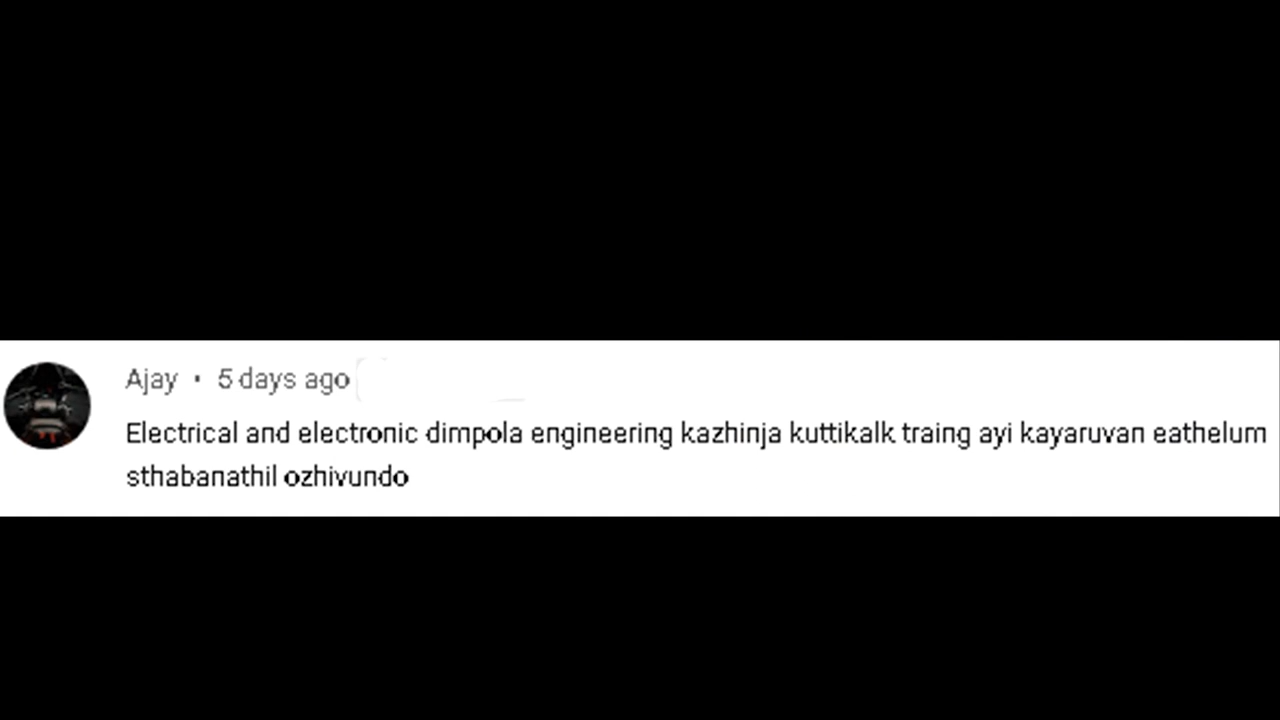 Ajay • 5 days ago
Electrical and electronic dimpola engineering kazhinja kuttikalk traing ayi kayaruvan eathelum
sthabanathil ozhivundo